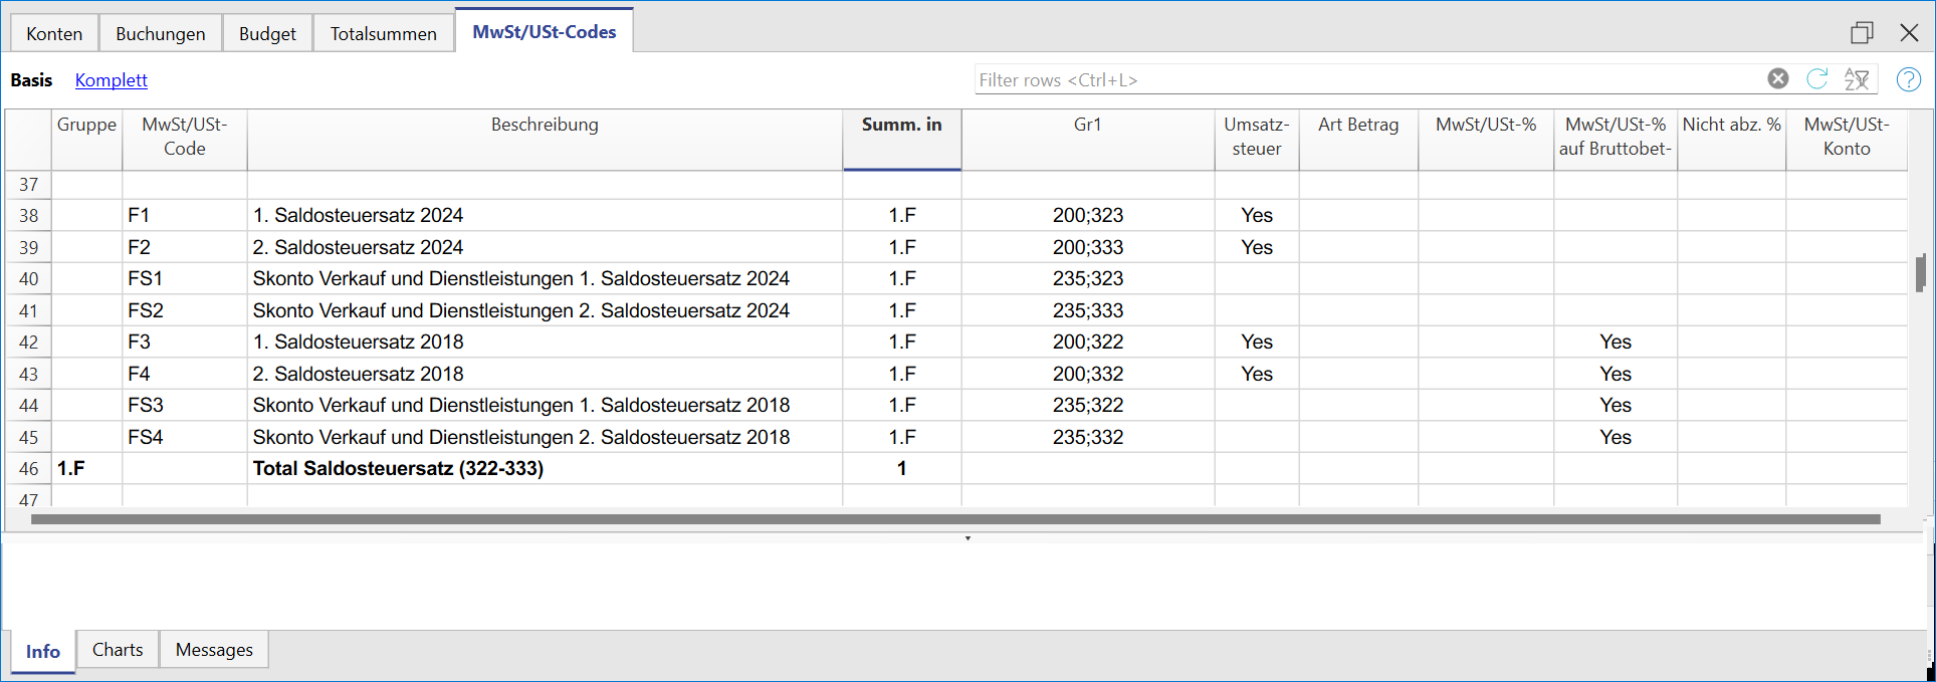 Konten Buchungen Budget Totalsummen MwSt/USt-Codes
Basis Komplett Filter rows <Ctrl+L>
Gruppe MwSt/USt- Beschreibung Summ. in Gr1 Umsatz- Art Betrag MwSt/USt-% MwSt/USt-% Nicht abz. % MwSt/USt-
Code steuer auf Bruttobet- Konto
37
38 F1 1. Saldosteuersatz 2024 1.F 200;323 Yes
39 F2 2. Saldosteuersatz 2024 1.F 200;333 Yes
40 FS1 Skonto Verkauf und Dienstleistungen 1. Saldosteuersatz 2024 1.F 235;323
41 FS2 Skonto Verkauf und Dienstleistungen 2. Saldosteuersatz 2024 1.F 235;333
42 F3 1. Saldosteuersatz 2018 1.F 200;322 Yes Yes
43 F4 2. Saldosteuersatz 2018 1.F 200;332 Yes Yes
44 FS3 Skonto Verkauf und Dienstleistungen 1. Saldosteuersatz 2018 1.F 235;322 Yes
45 FS4 Skonto Verkauf und Dienstleistungen 2. Saldosteuersatz 2018 1.F 235;332 Yes
46 1.F Total Saldosteuersatz (322-333) 1
47
Info Charts Messages